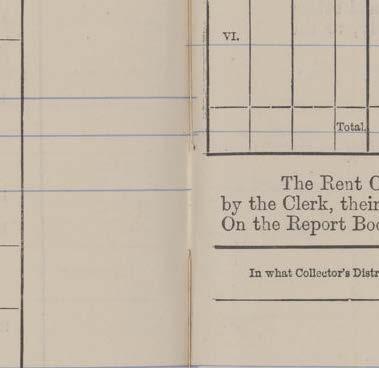 VI.
Total.
The Rent C
by the Clerk, their
On the Report Boo
In what Collector's Distr